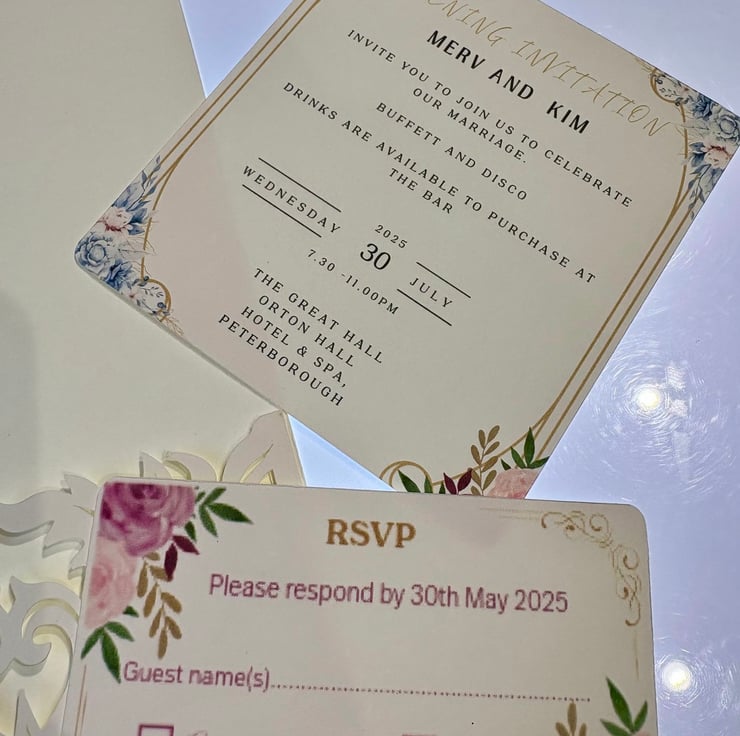 INVITATION
MERV AND KIM
INVITE YOU TO JOIN US TO CELEBRATE
OUR MARRIAGE.
BUFFETT AND DISCO
DRINKS ARE AVAILABLE TO PURCHASE AT
THE BAR
WEDNESDAY
2025
30
JULY
7.30 -11.00PM
THE GREAT HALL
ORTON HALL
HOTEL & SPA,
PETERBOROUGH
RSVP
Please respond by 30th May 2025
Guest name(s)